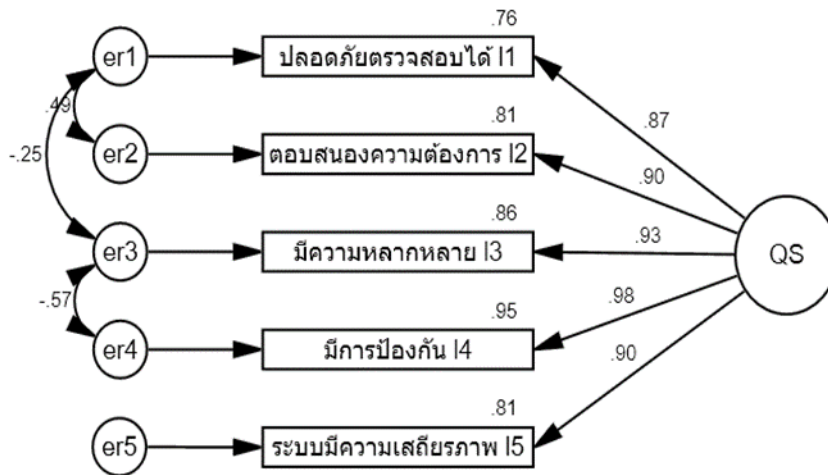 .76
er1
ปลอดภัยตรวจสอบได้ I1
.87
.49
.81
er2
ตอบสนองความต้องการ I2
.90
-.25
.86
er3
มีความหลากหลาย I3
.93
QS
-.57
.95
.98
er4
มีการป้องกัน I4
.90
.81
er5
ระบบมีความเสถียรภาพ I5